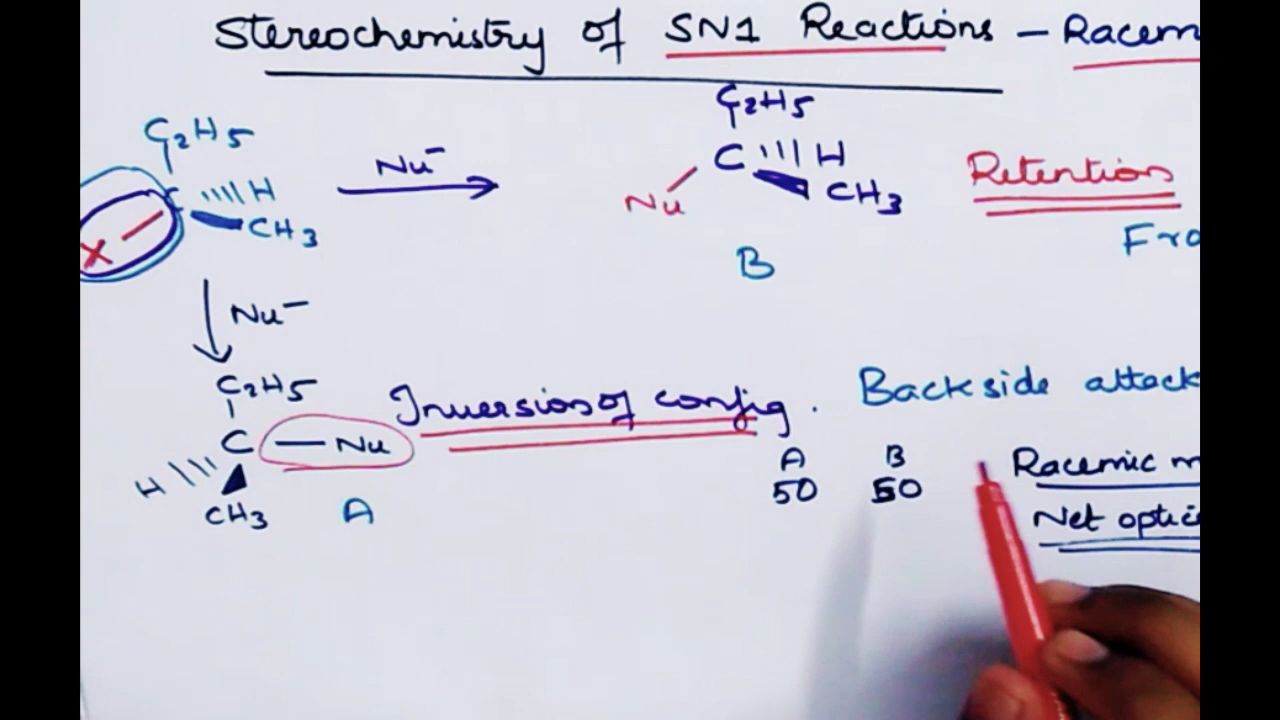 Stereochemistry of SN1 Reactions – Racem
C2H5
C H
X CH3
Nu⁻
C2H5
C H
Nu CH3
B
Retention
Fro
Nu⁻
C2H5
C — Nu
H
CH3
A
Inversion of config.
Backside attack
A B
50 50
Racemic m
Net optic